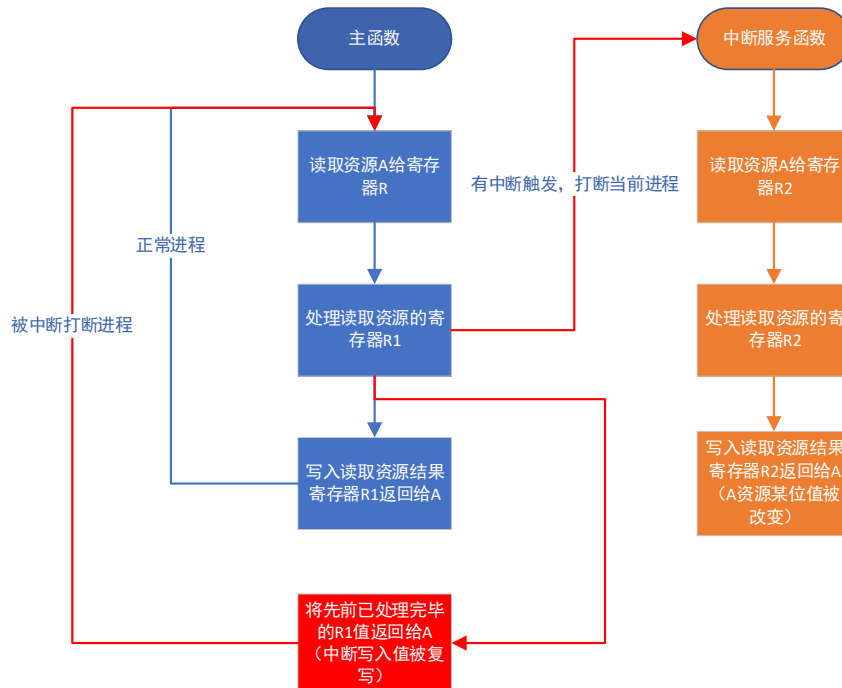 主函数
中断服务函数
读取资源A给寄存
器R
有中断触发，打断当前进程
读取资源A给寄存
器R2
正常进程
被中断打断进程
处理读取资源的寄
存器R1
处理读取资源的寄
存器R2
写入读取资源结果
寄存器R1返回给A
写入读取资源结果
寄存器R2返回给A
（A资源某位值被
改变）
将先前已处理完毕
的R1值返回给A
（中断写入值被复
写）